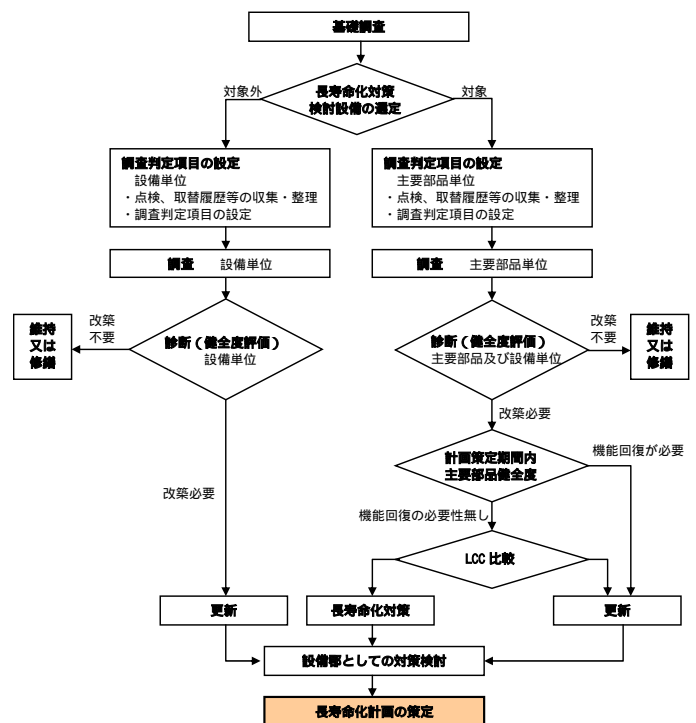 基礎調査
長寿命化対策
検討設備の選定
対象外
対象
調査判定項目の設定
設備単位
・点検、取替履歴等の収集・整理
・調査判定項目の設定
調査判定項目の設定
主要部品単位
・点検、取替履歴等の収集・整理
・調査判定項目の設定
調査 設備単位
調査 主要部品単位
維持
又は
修繕
改築
不要
診断(健全度評価)
設備単位
診断(健全度評価)
主要部品及び設備単位
改築
不要
維持
又は
修繕
改築必要
計画策定期間内
主要部品健全度
機能回復が必要
改築必要
機能回復の必要性無し
LCC 比較
更新
長寿命化対策
更新
設備郡としての対策検討
長寿命化計画の策定